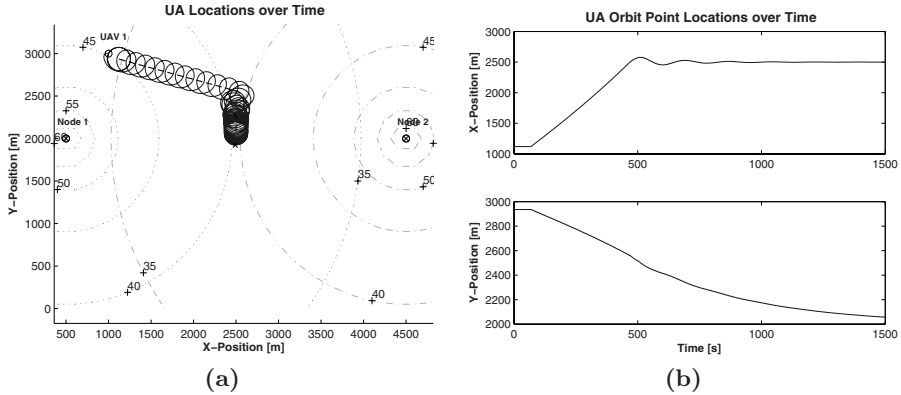 UA Locations over Time
45
45
UAV 1
3000
2500
55
60
Node 1
Node 2
60
2000
50
35
50
1500
1000
500
35
40
40
0
500 1000 1500 2000 2500 3000 3500 4000 4500
Y-Position [m]
X-Position [m]
(a)
UA Orbit Point Locations over Time
3000
2500
2000
1500
1000
X-Position [m]
0 500 1000 1500
3000
2800
2600
2400
2200
2000
Y-Position [m]
0 500 1000 1500
Time [s]
(b)